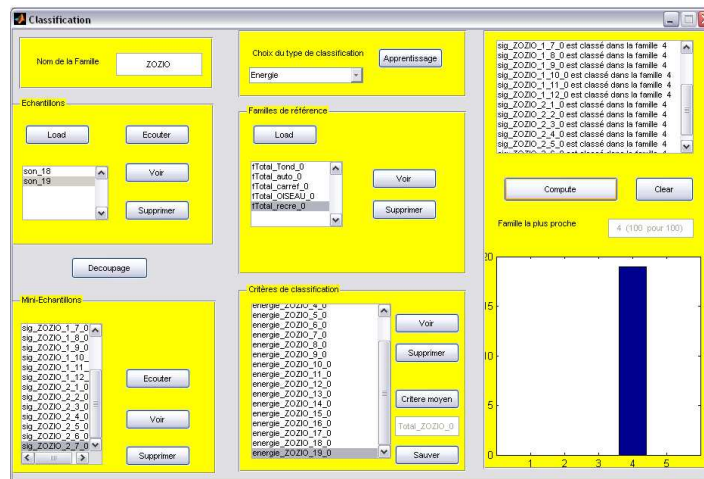 Classification
Nom de la Famille
ZOZIO
Echantillons
Load
Ecouter
son_18
son_19
Voir
Supprimer
Decoupage
Mini-Echantillons
sig_ZOZIO_1_7_0
sig_ZOZIO_1_8_0
sig_ZOZIO_1_9_0
sig_ZOZIO_1_10_
sig_ZOZIO_1_11_
sig_ZOZIO_1_12_
sig_ZOZIO_2_1_0
sig_ZOZIO_2_2_0
sig_ZOZIO_2_3_0
sig_ZOZIO_2_4_0
sig_ZOZIO_2_5_0
sig_ZOZIO_2_6_0
sig_ZOZIO_2_7_0
Ecouter
Voir
Supprimer
Choix du type de classification
Energie
Apprentissage
Familles de référence
Load
fTotal_Tond_0
fTotal_auto_0
fTotal_carref_0
fTotal_OISEAU_0
fTotal_recre_0
Voir
Supprimer
Critères de classification
energie_ZOZIO_4_0
energie_ZOZIO_5_0
energie_ZOZIO_6_0
energie_ZOZIO_7_0
energie_ZOZIO_8_0
energie_ZOZIO_9_0
energie_ZOZIO_10_0
energie_ZOZIO_11_0
energie_ZOZIO_12_0
energie_ZOZIO_13_0
energie_ZOZIO_14_0
energie_ZOZIO_15_0
energie_ZOZIO_16_0
energie_ZOZIO_17_0
energie_ZOZIO_18_0
energie_ZOZIO_19_0
Voir
Supprimer
Critere moyen
Total_ZOZIO_0
Sauver
sig_ZOZIO_1_7_0 est classé dans la famille 4
sig_ZOZIO_1_8_0 est classé dans la famille 4
sig_ZOZIO_1_9_0 est classé dans la famille 4
sig_ZOZIO_1_10_0 est classé dans la famille 4
sig_ZOZIO_1_11_0 est classé dans la famille 4
sig_ZOZIO_1_12_0 est classé dans la famille 4
sig_ZOZIO_2_1_0 est classé dans la famille 4
sig_ZOZIO_2_2_0 est classé dans la famille 4
sig_ZOZIO_2_3_0 est classé dans la famille 4
sig_ZOZIO_2_4_0 est classé dans la famille 4
sig_ZOZIO_2_5_0 est classé dans la famille 4
sig_ZOZIO_2_6_0 est classé dans la famille 4
Compute
Clear
Famille la plus proche
4 (100 pour 100)
20
15
10
5
0
1 2 3 4 5